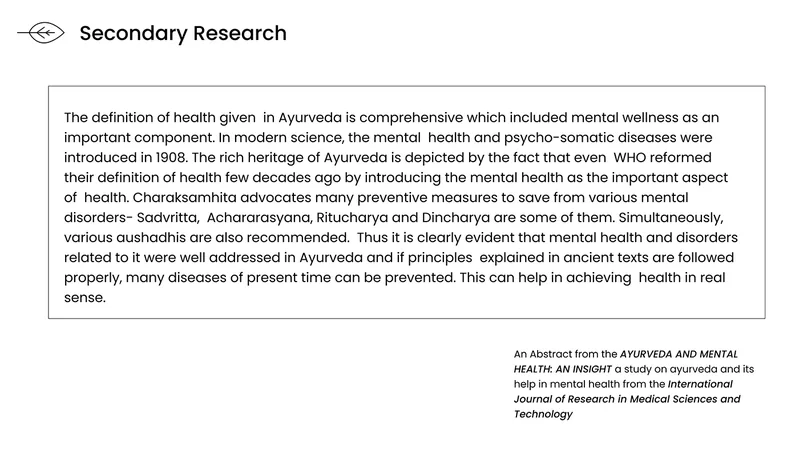 Secondary Research
The definition of health given in Ayurveda is comprehensive which included mental wellness as an
important component. In modern science, the mental health and psycho-somatic diseases were
introduced in 1908. The rich heritage of Ayurveda is depicted by the fact that even WHO reformed
their definition of health few decades ago by introducing the mental health as the important aspect
of health. Charaksamhita advocates many preventive measures to save from various mental
disorders- Sadvritta, Achararasyana, Ritucharya and Dincharya are some of them. Simultaneously,
various aushadhis are also recommended. Thus it is clearly evident that mental health and disorders
related to it were well addressed in Ayurveda and if principles explained in ancient texts are followed
properly, many diseases of present time can be prevented. This can help in achieving health in real
sense.
An Abstract from the AYURVEDA AND MENTAL
HEALTH: AN INSIGHT a study on ayurveda and its
help in mental health from the International
Journal of Research in Medical Sciences and
Technology